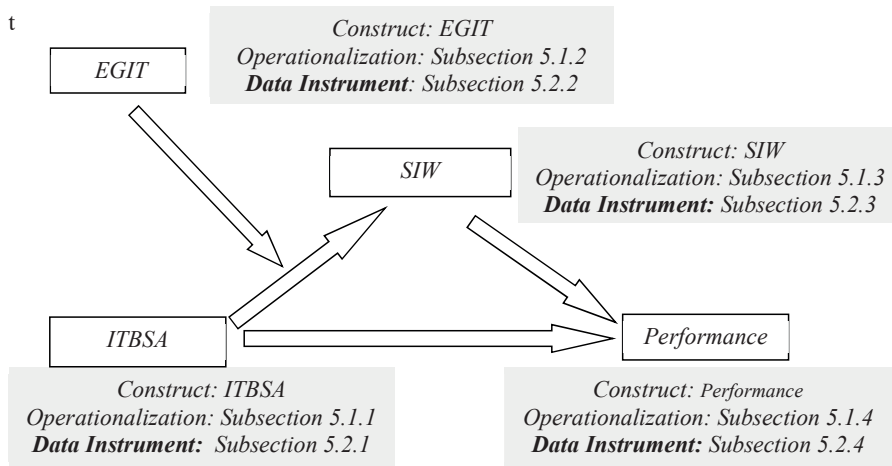 t
EGIT
Construct: EGIT
Operationalization: Subsection 5.1.2
Data Instrument: Subsection 5.2.2
SIW
Construct: SIW
Operationalization: Subsection 5.1.3
Data Instrument: Subsection 5.2.3
ITBSA
Construct: ITBSA
Operationalization: Subsection 5.1.1
Data Instrument: Subsection 5.2.1
Performance
Construct: Performance
Operationalization: Subsection 5.1.4
Data Instrument: Subsection 5.2.4